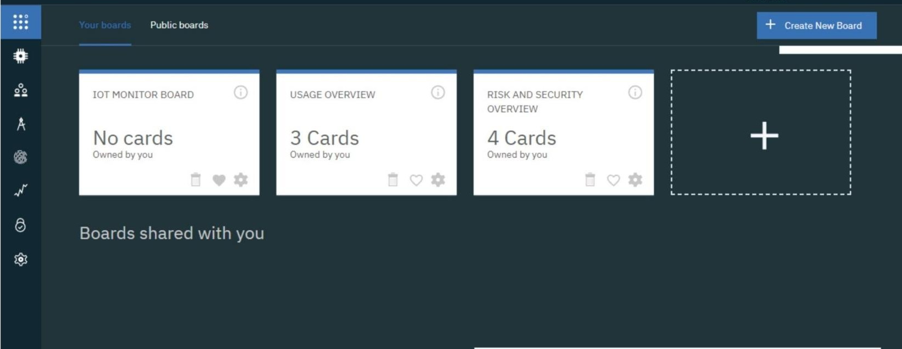 Your boards
Public boards
Create New Board
IOT MONITOR BOARD
No cards
Owned by you
USAGE OVERVIEW
3 Cards
Owned by you
RISK AND SECURITY
OVERVIEW
4 Cards
Owned by you
Boards shared with you